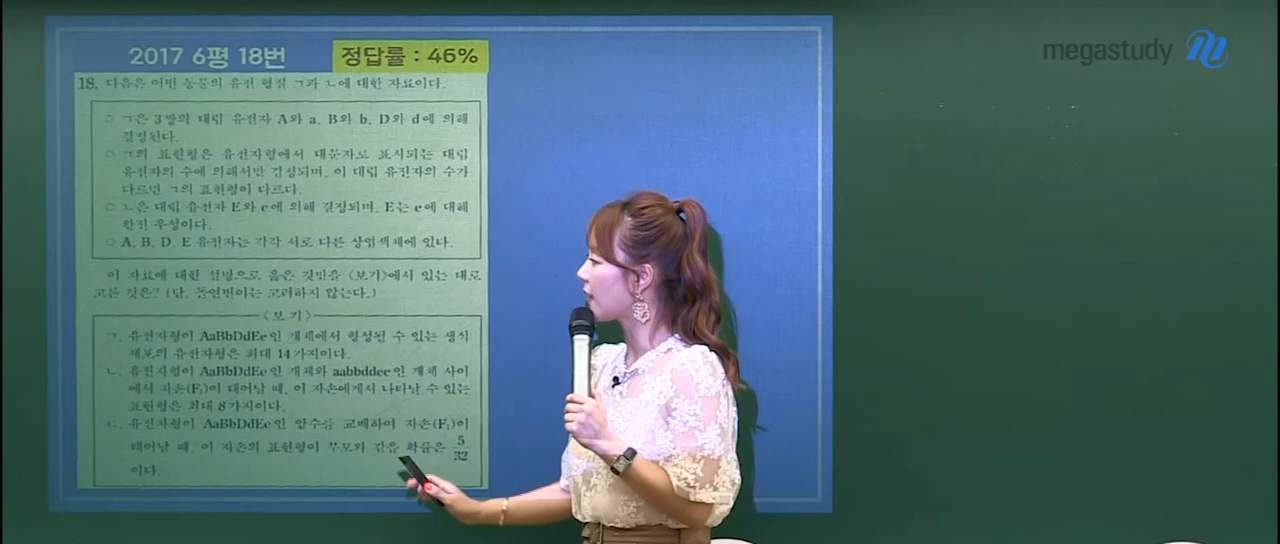 2017 6평 18번
정답률 : 46%
megastudy
18. 다음은 어떤 동물의 유전 형질 ㄱ과 ㄴ에 대한 자료이다.
○ ㄱ은 3쌍의 대립 유전자 A와 a, B와 b, D와 d에 의해
결정된다.
○ ㄱ의 표현형은 유전자형에서 대문자로 표시되는 대립
유전자의 수에 의해서만 결정되며, 이 대립 유전자의 수가
다르면 ㄱ의 표현형이 다르다.
○ ㄴ은 대립 유전자 E와 e에 의해 결정되며, E는 e에 대해
완전 우성이다.
○ A, B, D, E 유전자는 각각 서로 다른 상염색체에 있다.
이 자료에 대한 설명으로 옳은 것만을 <보기>에서 있는 대로
고른 것은? (단, 돌연변이는 고려하지 않는다.)
<보 기>
ㄱ. 유전자형이 AaBbDdEe인 개체에서 형성될 수 있는 생식
세포의 유전자형은 최대 14가지이다.
ㄴ. 유전자형이 AaBbDdEe인 개체와 aabbddee인 개체 사이
에서 자손(F₁)이 태어날 때, 이 자손에게서 나타날 수 있는
표현형은 최대 8가지이다.
ㄷ. 유전자형이 AaBbDdEe인 암수를 교배하여 자손(F₁)이
태어날 때, 이 자손의 표현형이 부모와 같을 확률은 5/32
이다.